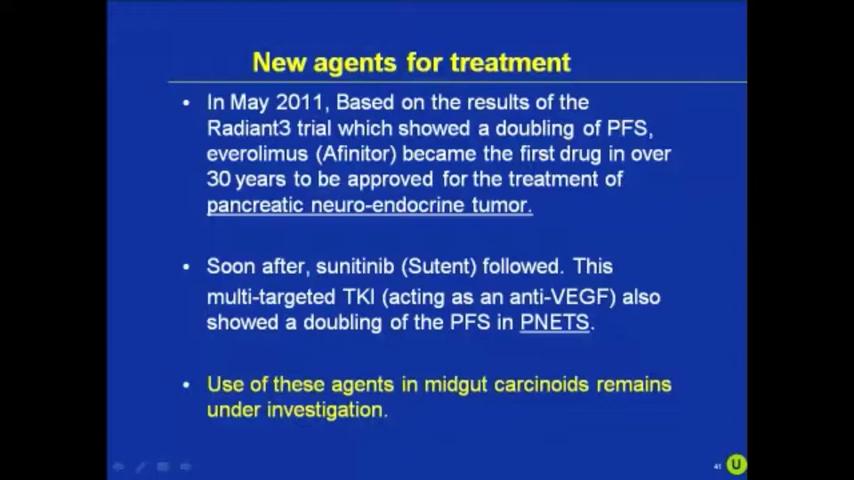 New agents for treatment
• In May 2011, Based on the results of the
Radiant3 trial which showed a doubling of PFS,
everolimus (Afinitor) became the first drug in over
30 years to be approved for the treatment of
pancreatic neuro-endocrine tumor.
• Soon after, sunitinib (Sutent) followed. This
multi-targeted TKI (acting as an anti-VEGF) also
showed a doubling of the PFS in PNETS.
• Use of these agents in midgut carcinoids remains
under investigation.
41
U